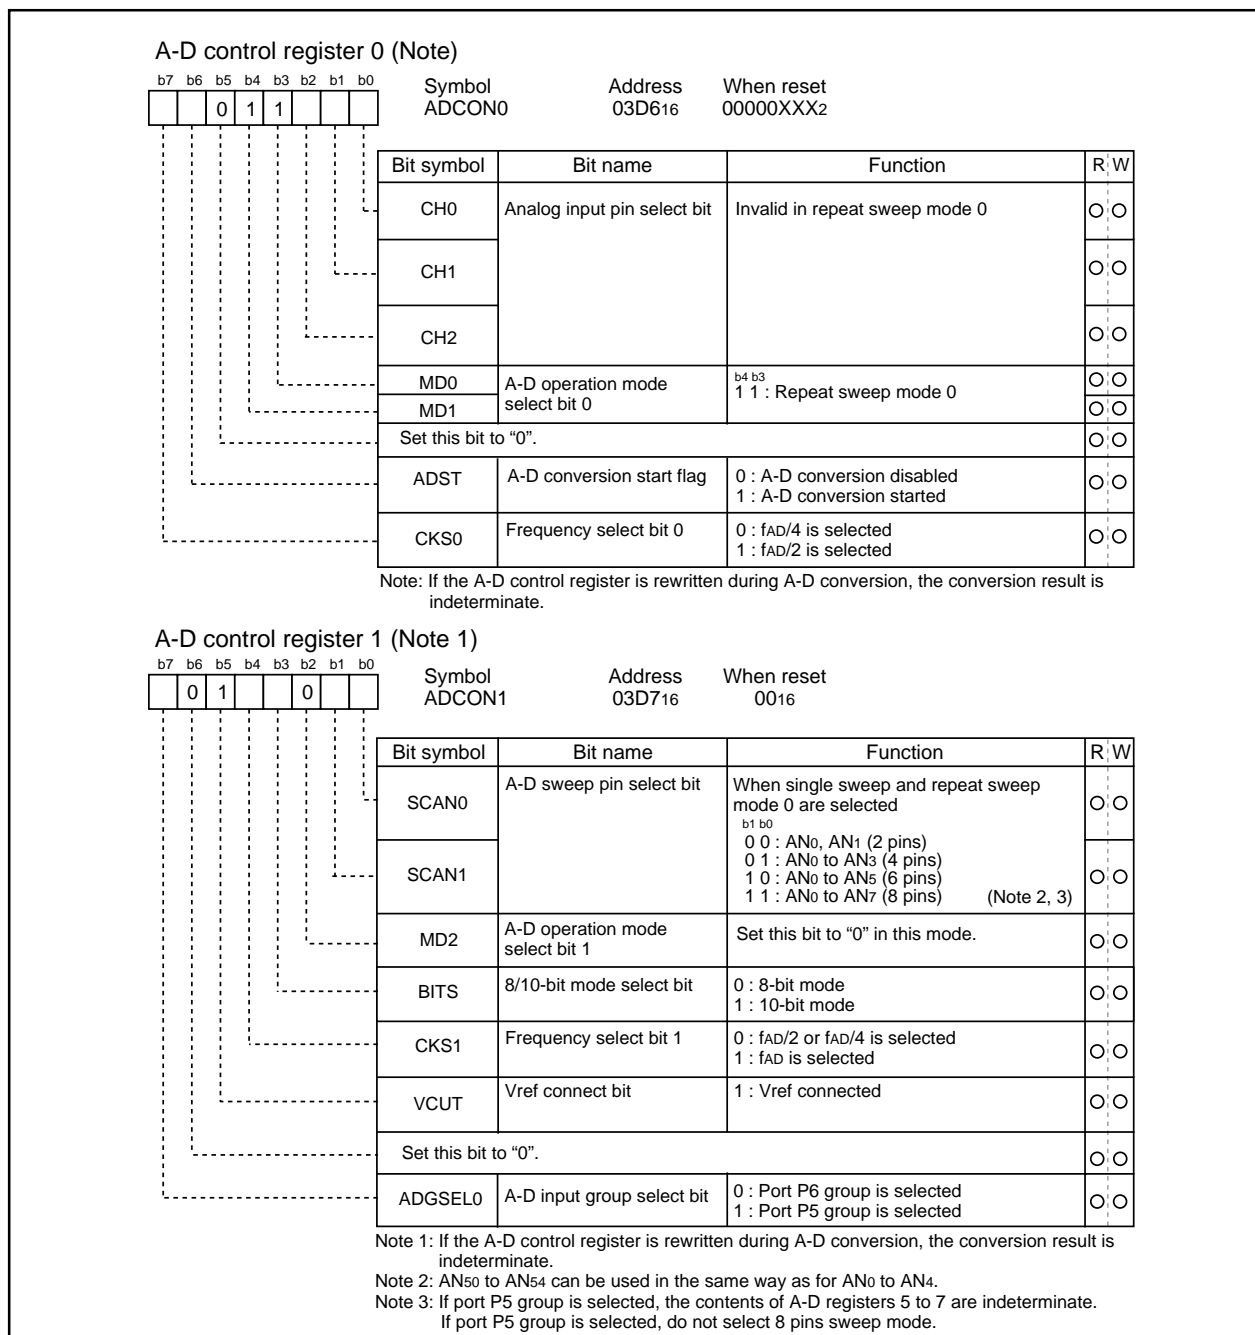 A-D control register 0 (Note)
b7 b6 b5 b4 b3 b2 b1 b0
0 1 1
Symbol Address When reset
ADCON0 03D616 00000XXX2
Bit symbol Bit name Function R W
CH0 Analog input pin select bit Invalid in repeat sweep mode 0
CH1
CH2
MD0 A-D operation mode select bit 0 b4 b3
1 1 : Repeat sweep mode 0
MD1
Set this bit to “0”.
ADST A-D conversion start flag 0 : A-D conversion disabled
1 : A-D conversion started
CKS0 Frequency select bit 0 0 : fAD/4 is selected
1 : fAD/2 is selected
Note: If the A-D control register is rewritten during A-D conversion, the conversion result is
indeterminate.
A-D control register 1 (Note 1)
b7 b6 b5 b4 b3 b2 b1 b0
0 1 0
Symbol Address When reset
ADCON1 03D716 0016
Bit symbol Bit name Function R W
SCAN0 A-D sweep pin select bit When single sweep and repeat sweep
mode 0 are selected
b1 b0
0 0 : AN0, AN1 (2 pins)
0 1 : AN0 to AN3 (4 pins)
SCAN1 1 0 : AN0 to AN5 (6 pins)
1 1 : AN0 to AN7 (8 pins) (Note 2, 3)
MD2 A-D operation mode
select bit 1 Set this bit to “0” in this mode.
BITS 8/10-bit mode select bit 0 : 8-bit mode
1 : 10-bit mode
CKS1 Frequency select bit 1 0 : fAD/2 or fAD/4 is selected
1 : fAD is selected
VCUT Vref connect bit 1 : Vref connected
Set this bit to “0”.
ADGSEL0 A-D input group select bit 0 : Port P6 group is selected
1 : Port P5 group is selected
Note 1: If the A-D control register is rewritten during A-D conversion, the conversion result is
indeterminate.
Note 2: AN50 to AN54 can be used in the same way as for AN0 to AN4.
Note 3: If port P5 group is selected, the contents of A-D registers 5 to 7 are indeterminate.
If port P5 group is selected, do not select 8 pins sweep mode.